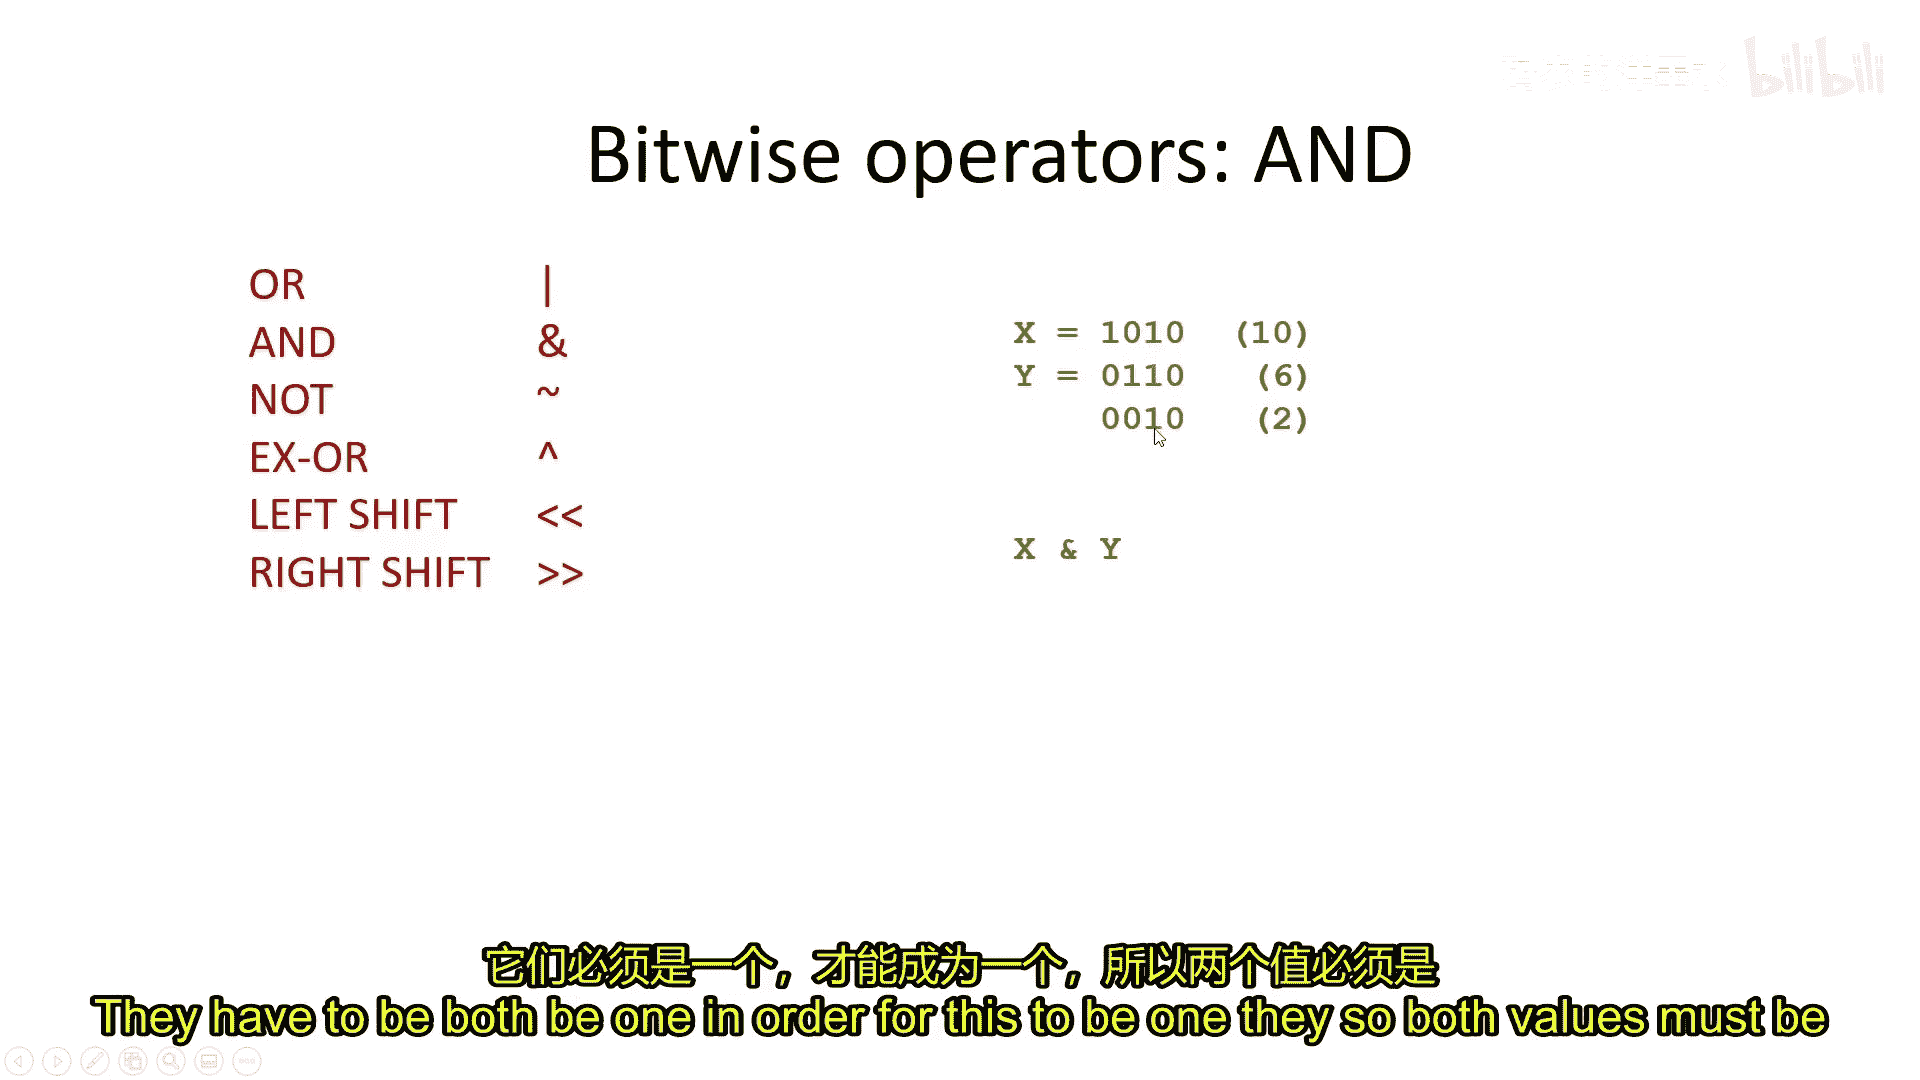 bilibili
Bitwise operators: AND
OR |
AND &
NOT ~
EX-OR ^
LEFT SHIFT <<
RIGHT SHIFT >>
X = 1010 (10)
Y = 0110 (6)
0010 (2)
X & Y
它们必须是一个，才能成为一个，所以两个值必须是
They have to be both be one in order for this to be one they so both values must be